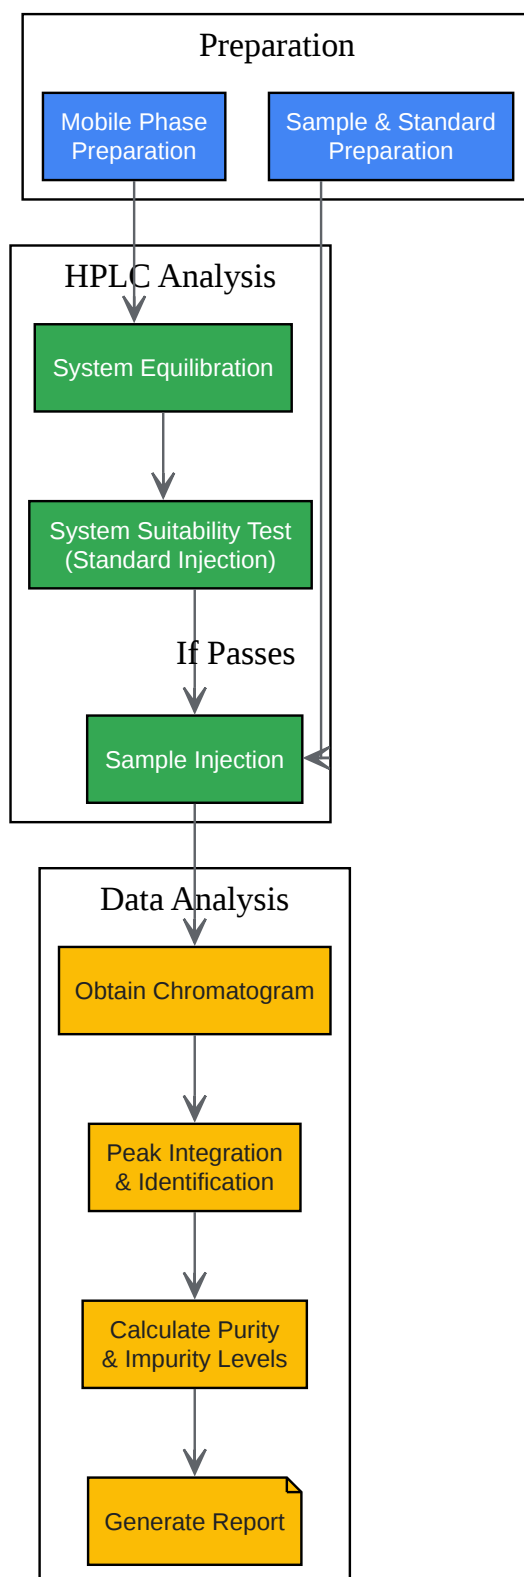 Preparation
Mobile Phase
Preparation
Sample & Standard
Preparation
HPLC Analysis
System Equilibration
System Suitability Test
(Standard Injection)
If Passes
Sample Injection
Data Analysis
Obtain Chromatogram
Peak Integration
& Identification
Calculate Purity
& Impurity Levels
Generate Report